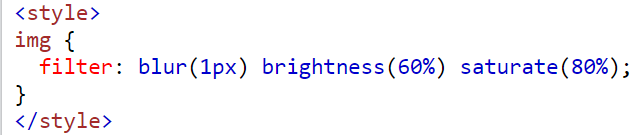 <style>
img {
  filter: blur(1px) brightness(60%) saturate(80%);
}
</style>